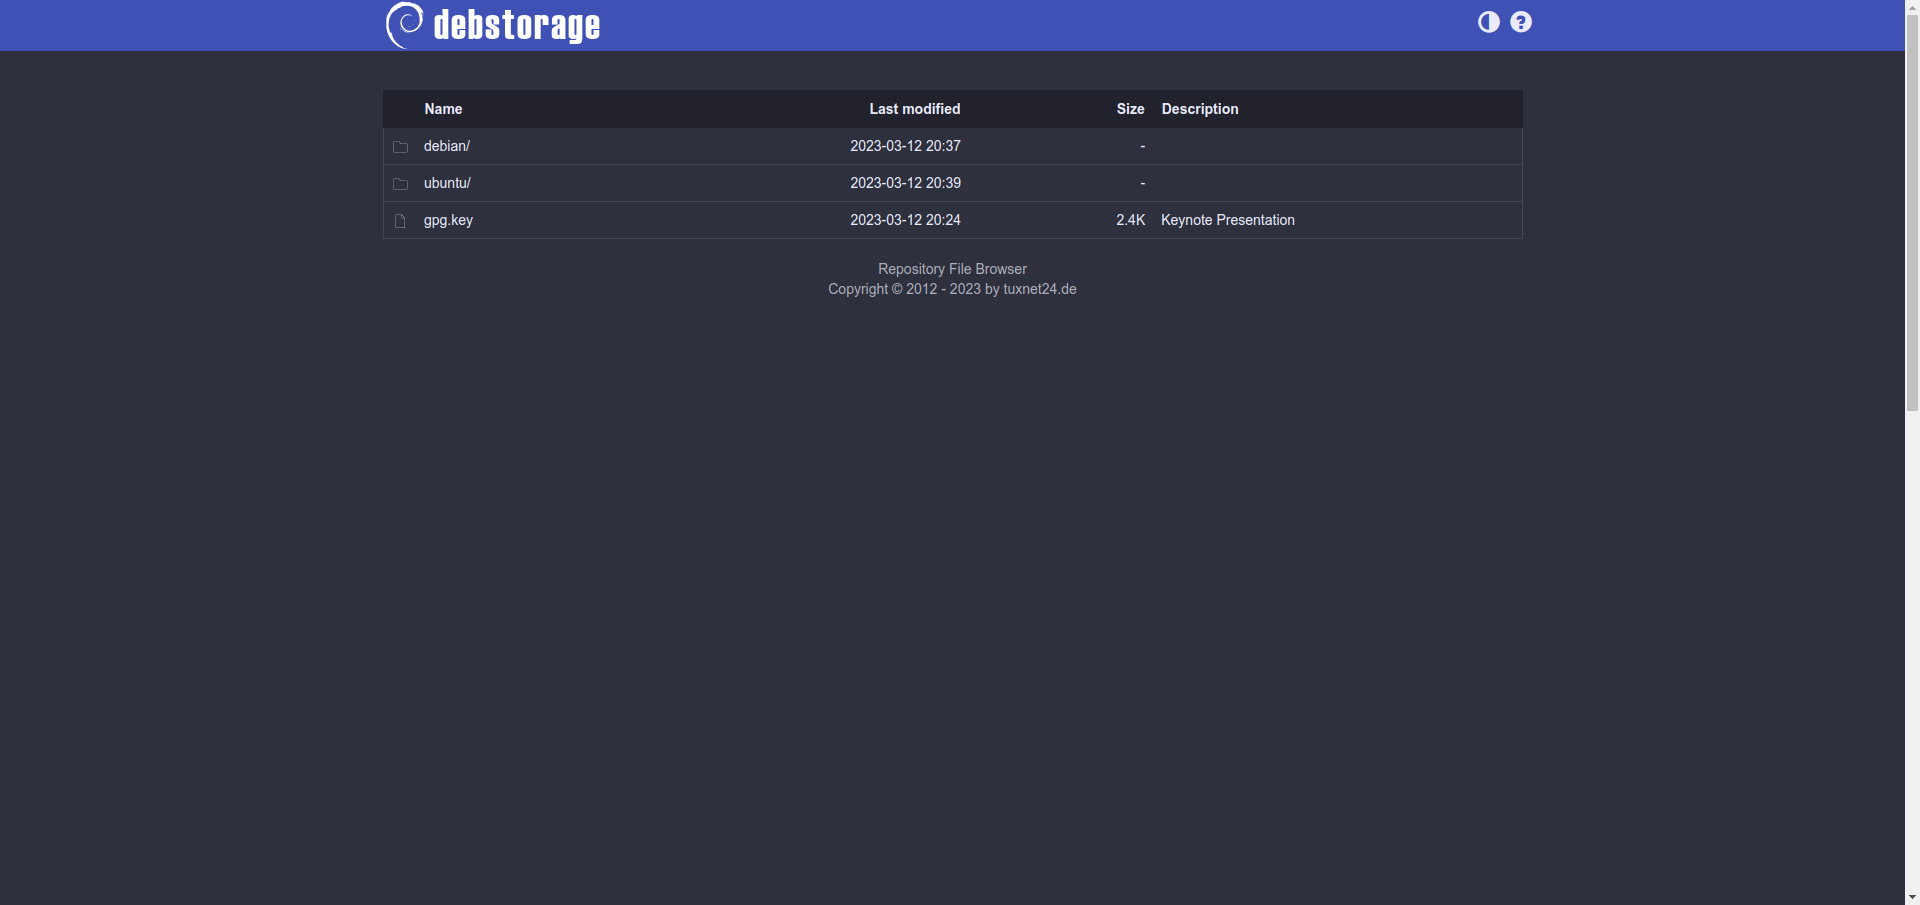 debstorage
Name Last modified Size Description
debian/ 2023-03-12 20:37 -
ubuntu/ 2023-03-12 20:39 -
gpg.key 2023-03-12 20:24 2.4K Keynote Presentation
Repository File Browser
Copyright © 2012 - 2023 by tuxnet24.de